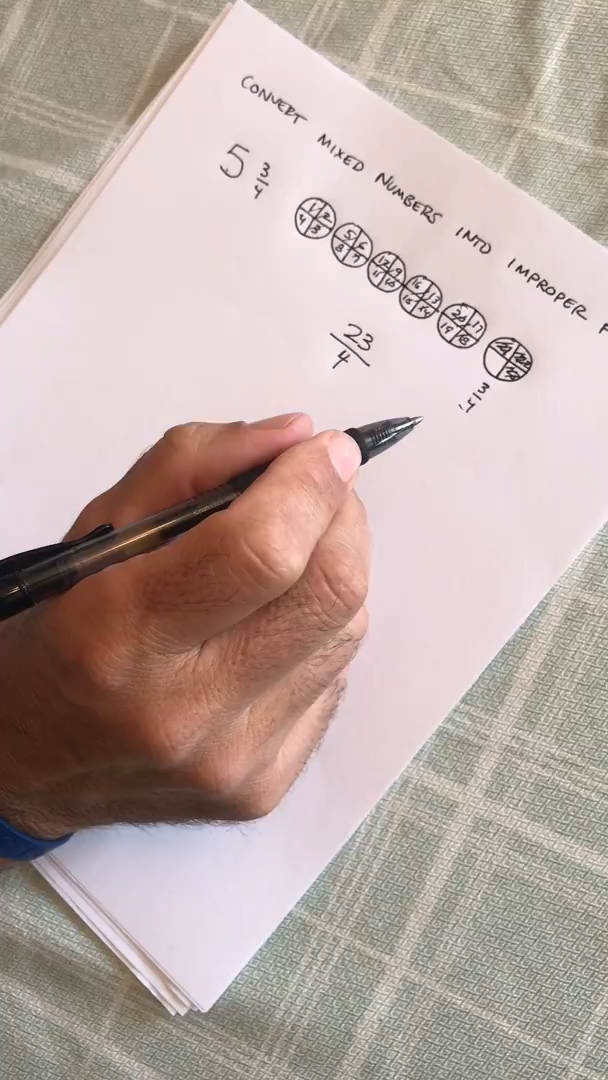 CONVERT MIXED NUMBERS INTO IMPROPER F
5 3/4
1 2 3 4
5 6 7 8
12 9 11 10
16 13 15 14
20 17 19 18
23/4
3/4